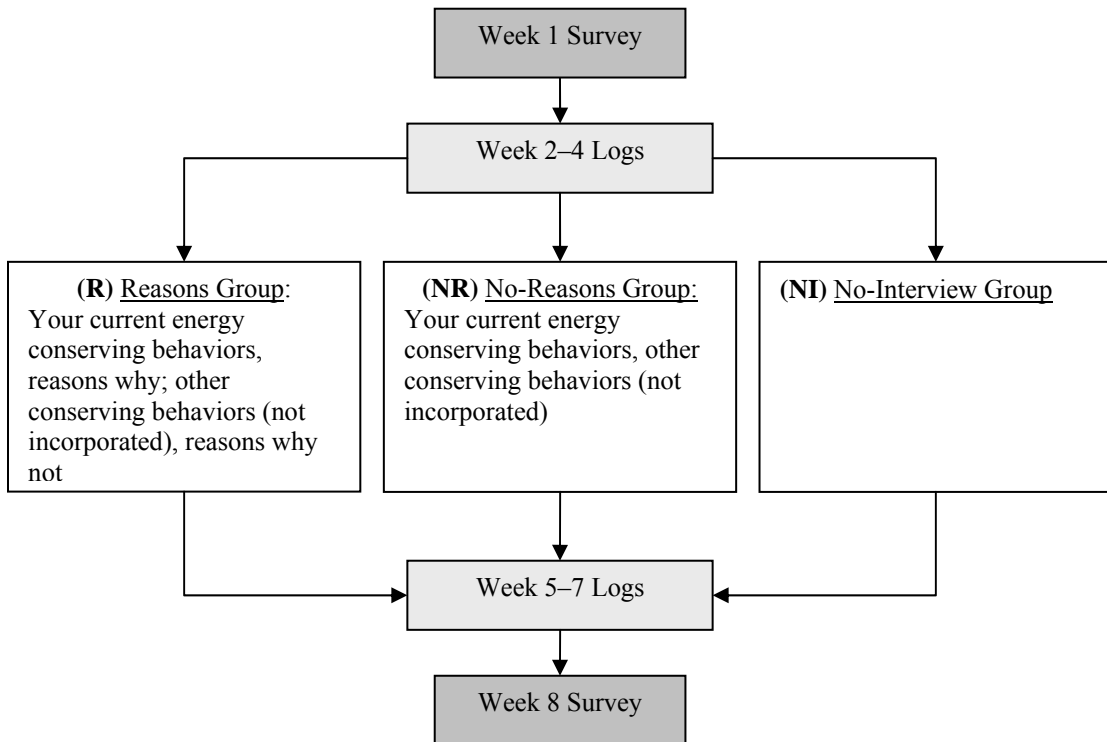 Week 1 Survey
Week 2–4 Logs
(R) Reasons Group:
Your current energy
conserving behaviors,
reasons why; other
conserving behaviors (not
incorporated), reasons why
not
(NR) No-Reasons Group:
Your current energy
conserving behaviors, other
conserving behaviors (not
incorporated)
(NI) No-Interview Group
Week 5–7 Logs
Week 8 Survey